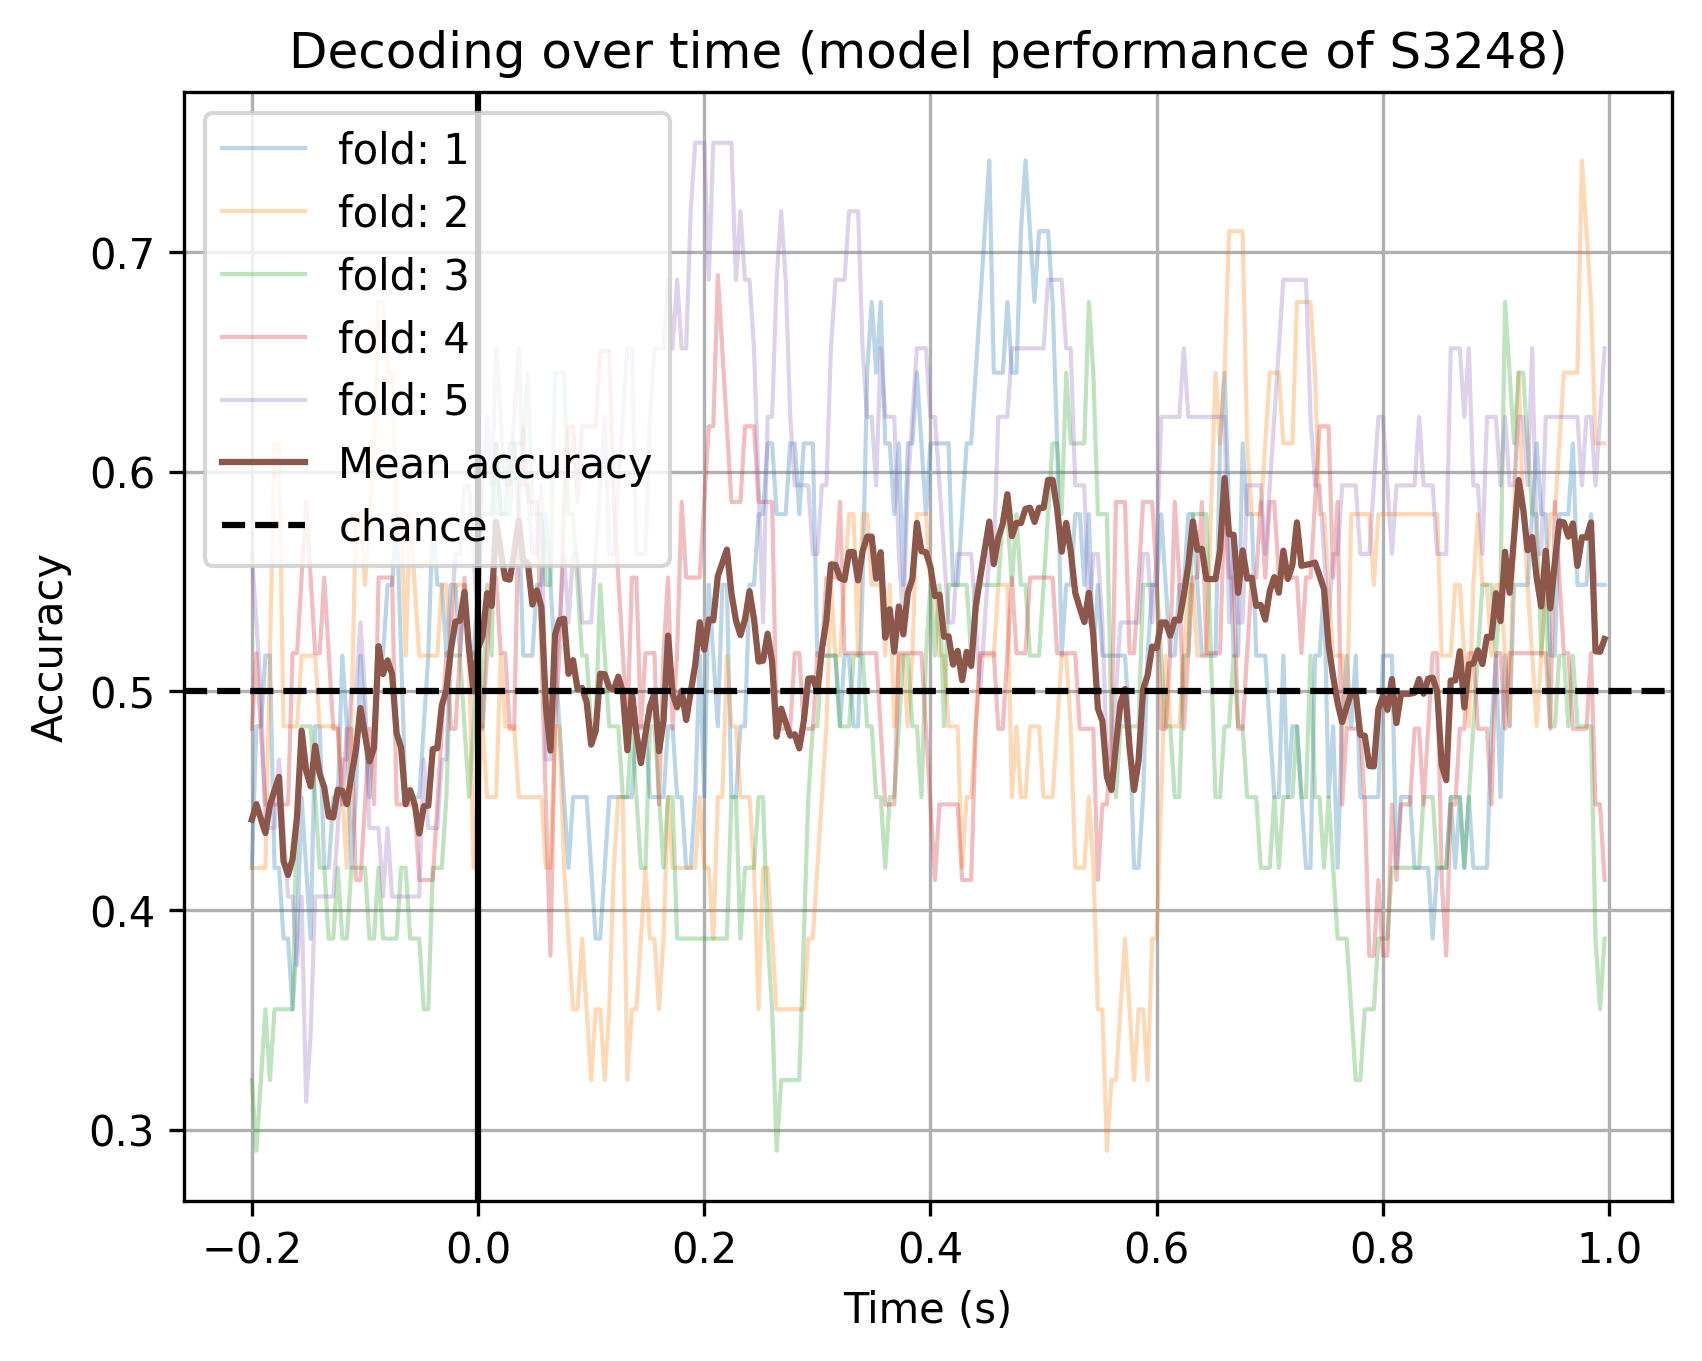 Decoding over time (model performance of S3248)
fold: 1
fold: 2
fold: 3
fold: 4
fold: 5
Mean accuracy
chance
Accuracy
0.7
0.6
0.5
0.4
0.3
−0.2 0.0 0.2 0.4 0.6 0.8 1.0
Time (s)